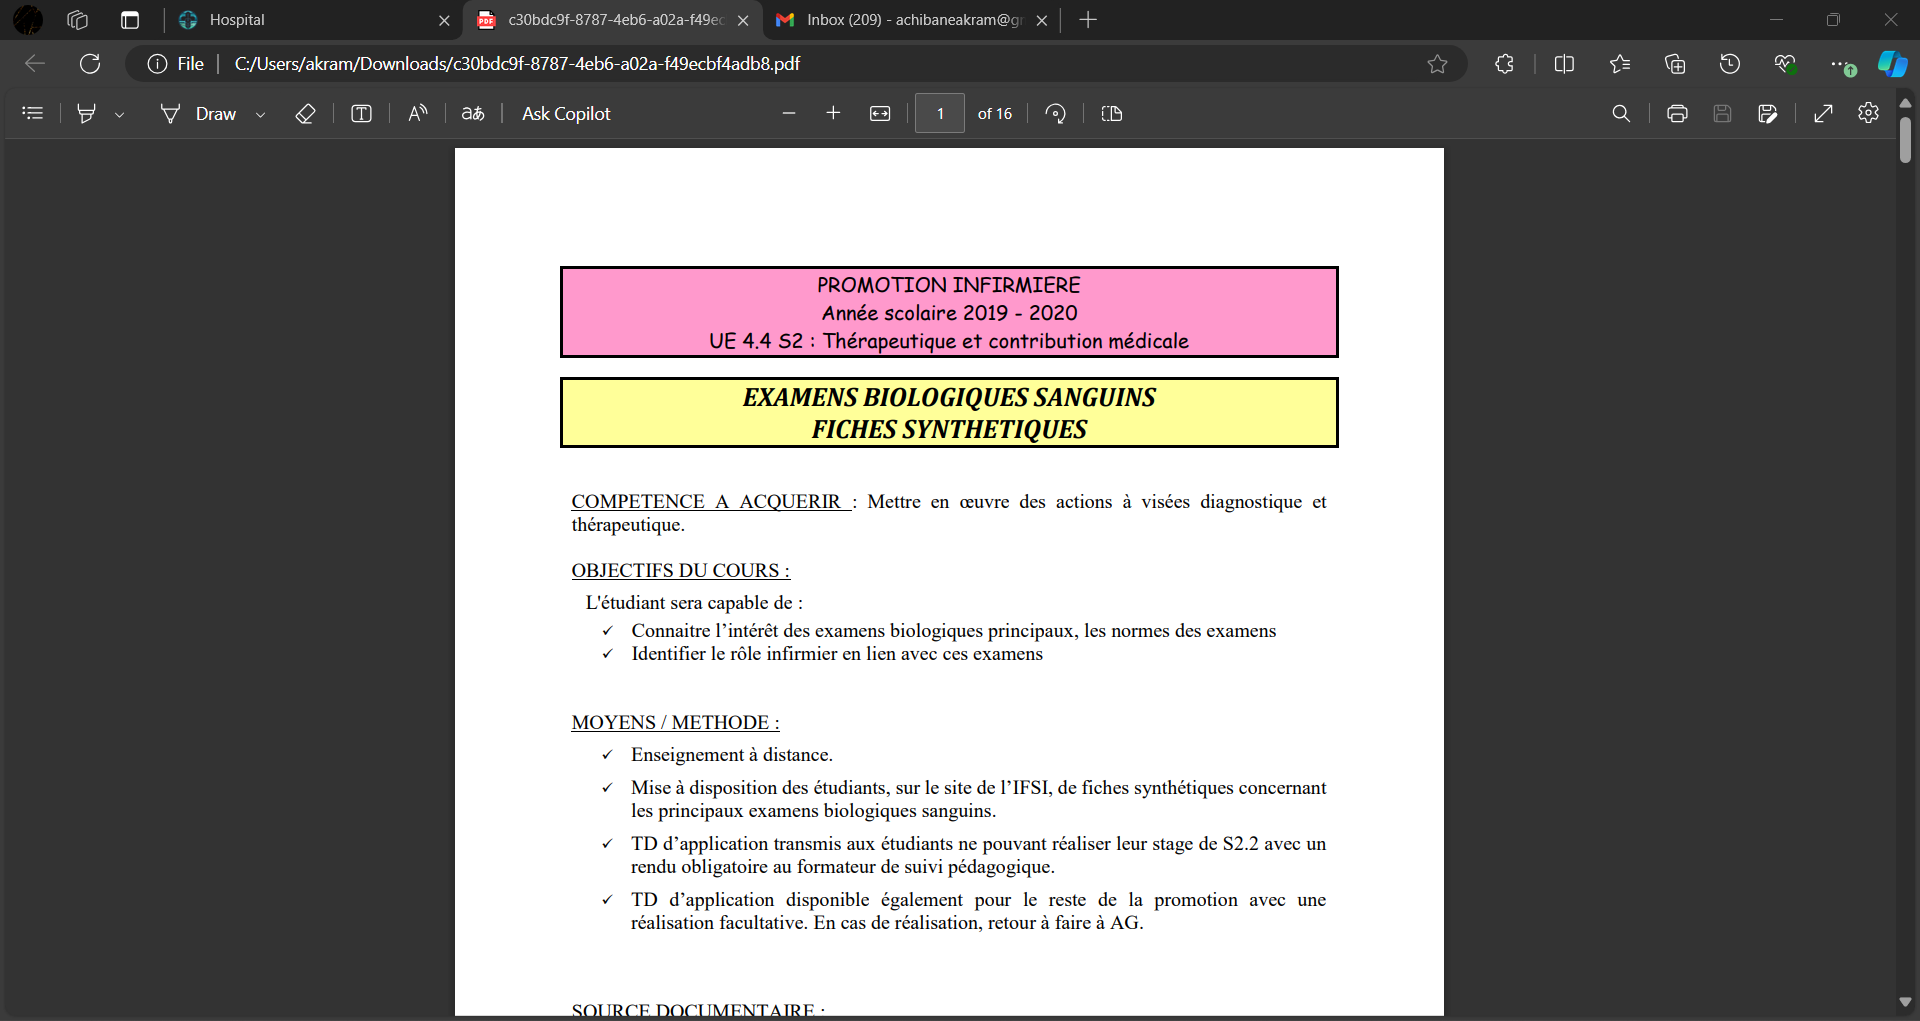 Hospital
c30bdc9f-8787-4eb6-a02a-f49ec
Inbox (209) - achibaneakram@gr
File
C:/Users/akram/Downloads/c30bdc9f-8787-4eb6-a02a-f49ecbf4adb8.pdf
Draw
aあ
Ask Copilot
1
of 16
PROMOTION INFIRMIERE
Année scolaire 2019 - 2020
UE 4.4 S2 : Thérapeutique et contribution médicale
EXAMENS BIOLOGIQUES SANGUINS
FICHES SYNTHETIQUES
COMPETENCE A ACQUERIR : Mettre en œuvre des actions à visées diagnostique et
thérapeutique.
OBJECTIFS DU COURS :
L'étudiant sera capable de :
✓ Connaitre l’intérêt des examens biologiques principaux, les normes des examens
✓ Identifier le rôle infirmier en lien avec ces examens
MOYENS / METHODE :
✓ Enseignement à distance.
✓ Mise à disposition des étudiants, sur le site de l’IFSI, de fiches synthétiques concernant
les principaux examens biologiques sanguins.
✓ TD d’application transmis aux étudiants ne pouvant réaliser leur stage de S2.2 avec un
rendu obligatoire au formateur de suivi pédagogique.
✓ TD d’application disponible également pour le reste de la promotion avec une
réalisation facultative. En cas de réalisation, retour à faire à AG.
SOURCE DOCUMENTAIRE :